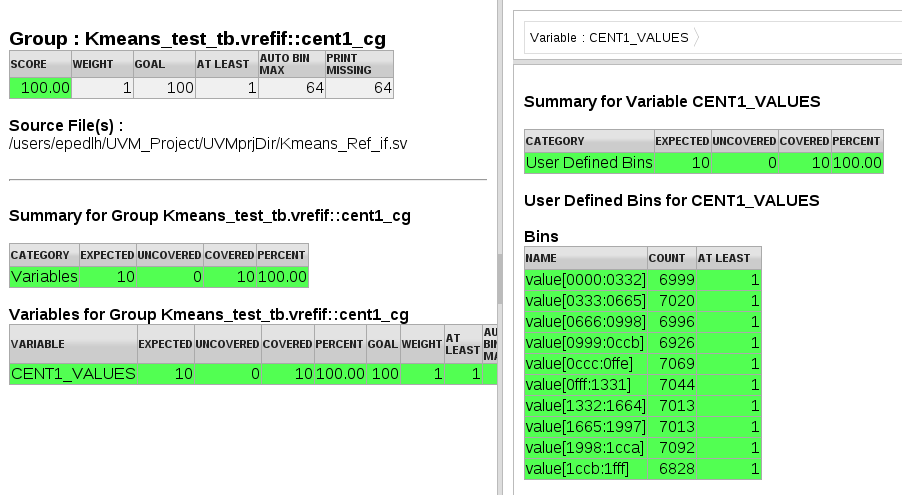 Group : Kmeans_test_tb.vrefif::cent1_cg
SCORE WEIGHT GOAL AT LEAST AUTO BIN MAX PRINT MISSING
100.00 1 100 1 64 64
Source File(s) :
/users/epedlh/UVM_Project/UVMprjDir/Kmeans_Ref_if.sv
Summary for Group Kmeans_test_tb.vrefif::cent1_cg
CATEGORY EXPECTED UNCOVERED COVERED PERCENT
Variables 10 0 10 100.00
Variables for Group Kmeans_test_tb.vrefif::cent1_cg
VARIABLE EXPECTED UNCOVERED COVERED PERCENT GOAL WEIGHT AT LEAST
CENT1_VALUES 10 0 10 100.00 100 1 1
Variable : CENT1_VALUES
Summary for Variable CENT1_VALUES
CATEGORY EXPECTED UNCOVERED COVERED PERCENT
User Defined Bins 10 0 10 100.00
User Defined Bins for CENT1_VALUES
Bins
NAME COUNT AT LEAST
value[0000:0332] 6999 1
value[0333:0665] 7020 1
value[0666:0998] 6996 1
value[0999:0ccb] 6926 1
value[0ccc:0ffe] 7069 1
value[0fff:1331] 7044 1
value[1332:1664] 7013 1
value[1665:1997] 7013 1
value[1998:1cca] 7092 1
value[1ccb:1fff] 6828 1